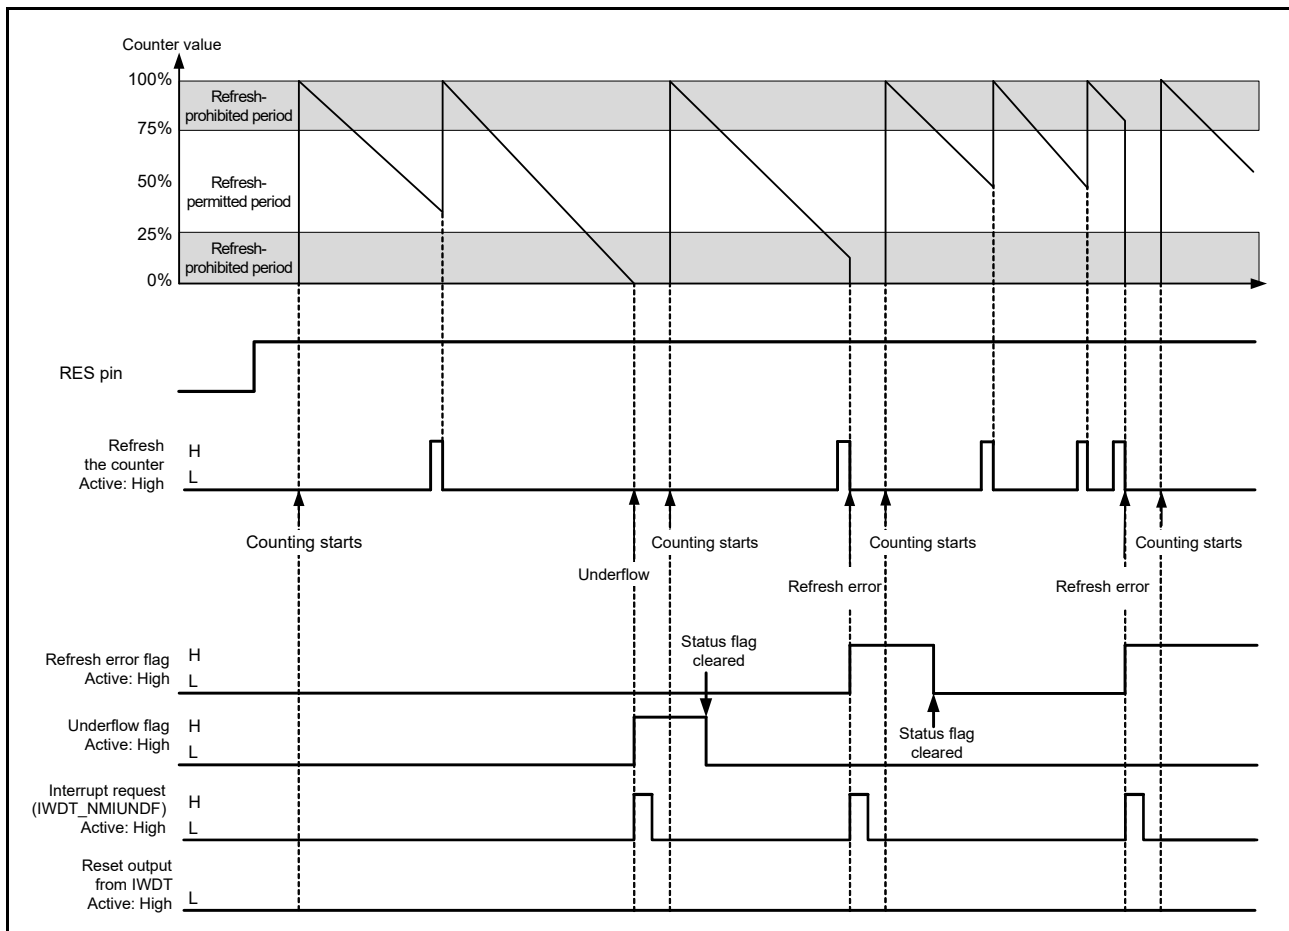 Counter value
100%
Refresh-
prohibited period
75%
50%
Refresh-
permitted period
25%
Refresh-
prohibited period
0%
RES pin
Refresh
the counter
Active: High
H
L
Counting starts
Counting starts
Counting starts
Counting starts
Underflow
Refresh error
Refresh error
Refresh error flag
Active: High
H
L
Status flag
cleared
Status flag
cleared
Underflow flag
Active: High
H
L
Interrupt request
(IWDT_NMIUNDF)
Active: High
H
L
Reset output
from IWDT
Active: High
L